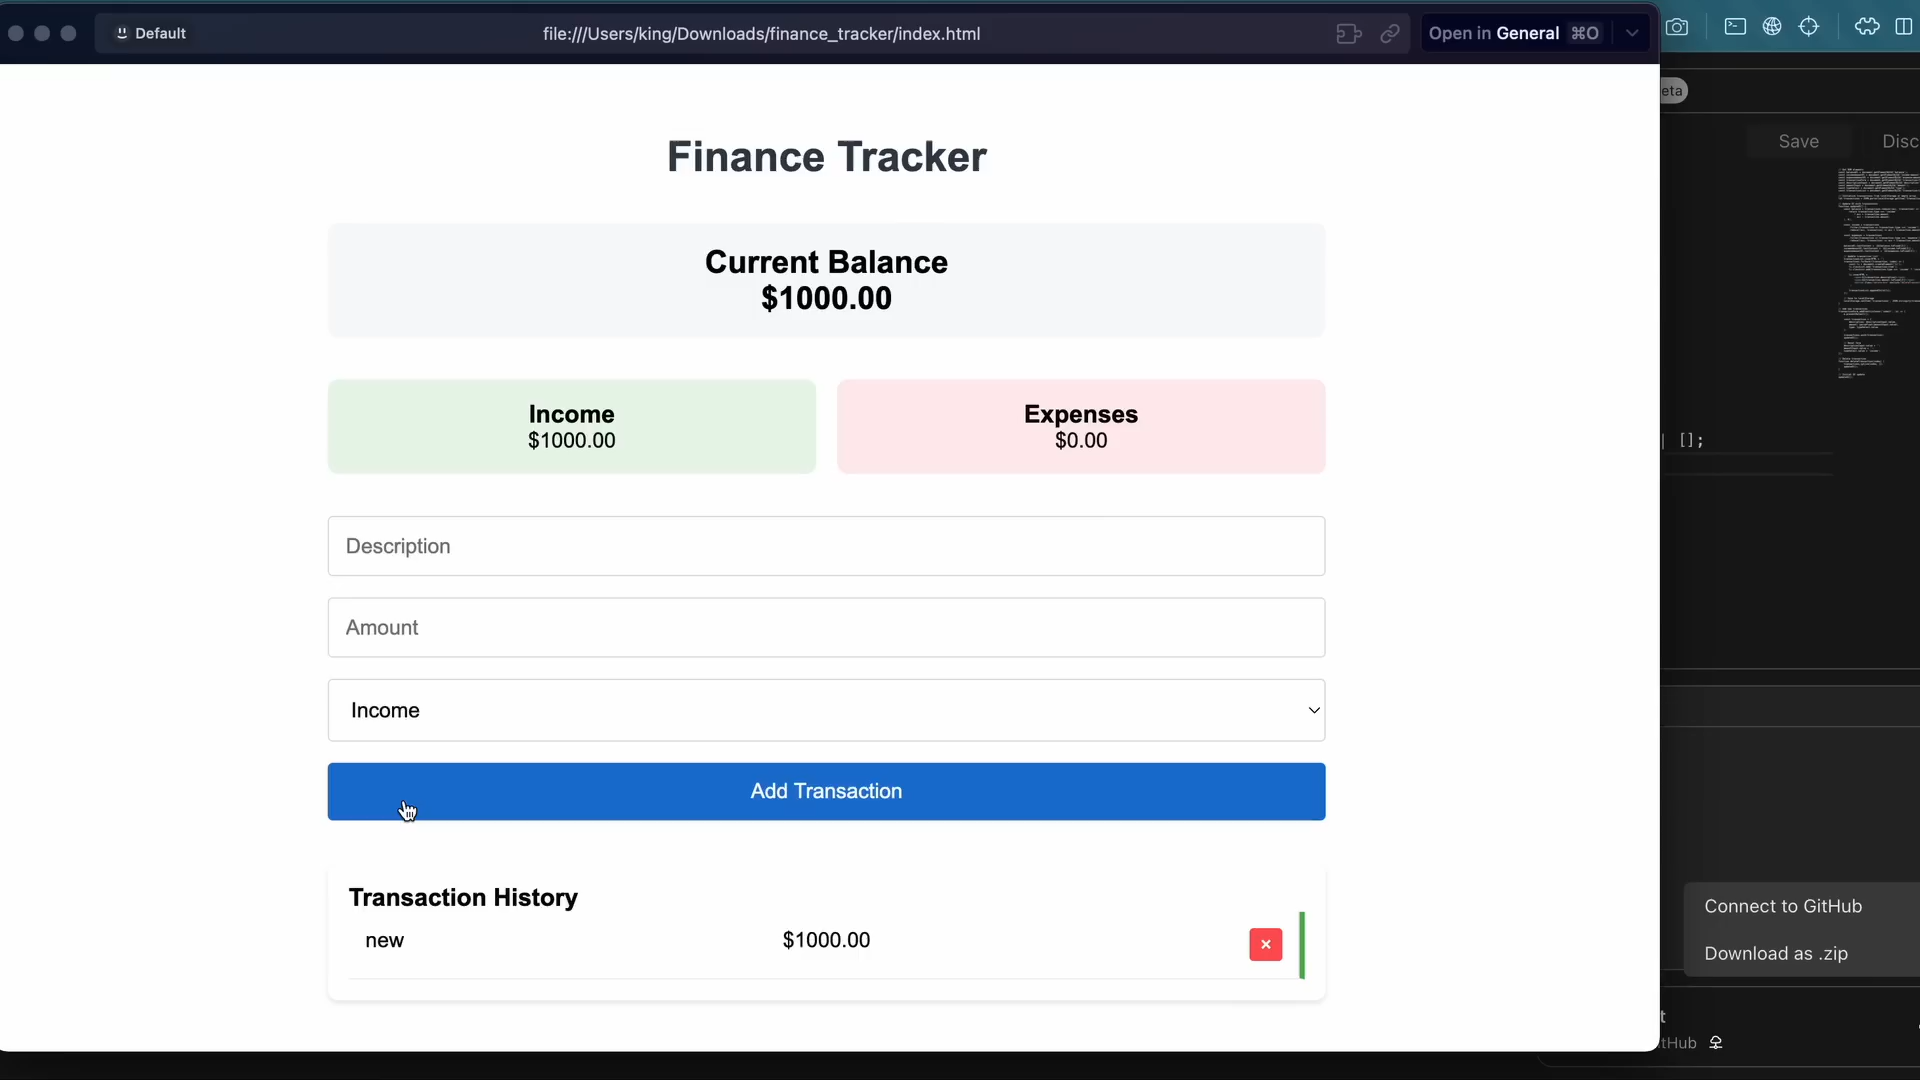 Default
file:///Users/king/Downloads/finance_tracker/index.html
Open in General ⌘O
eta
Save
Disc
Finance Tracker
Current Balance
$1000.00
Income
$1000.00
Expenses
$0.00
| [];
Description
Amount
Income
Add Transaction
Transaction History
new
$1000.00
Connect to GitHub
Download as .zip
t
tHub